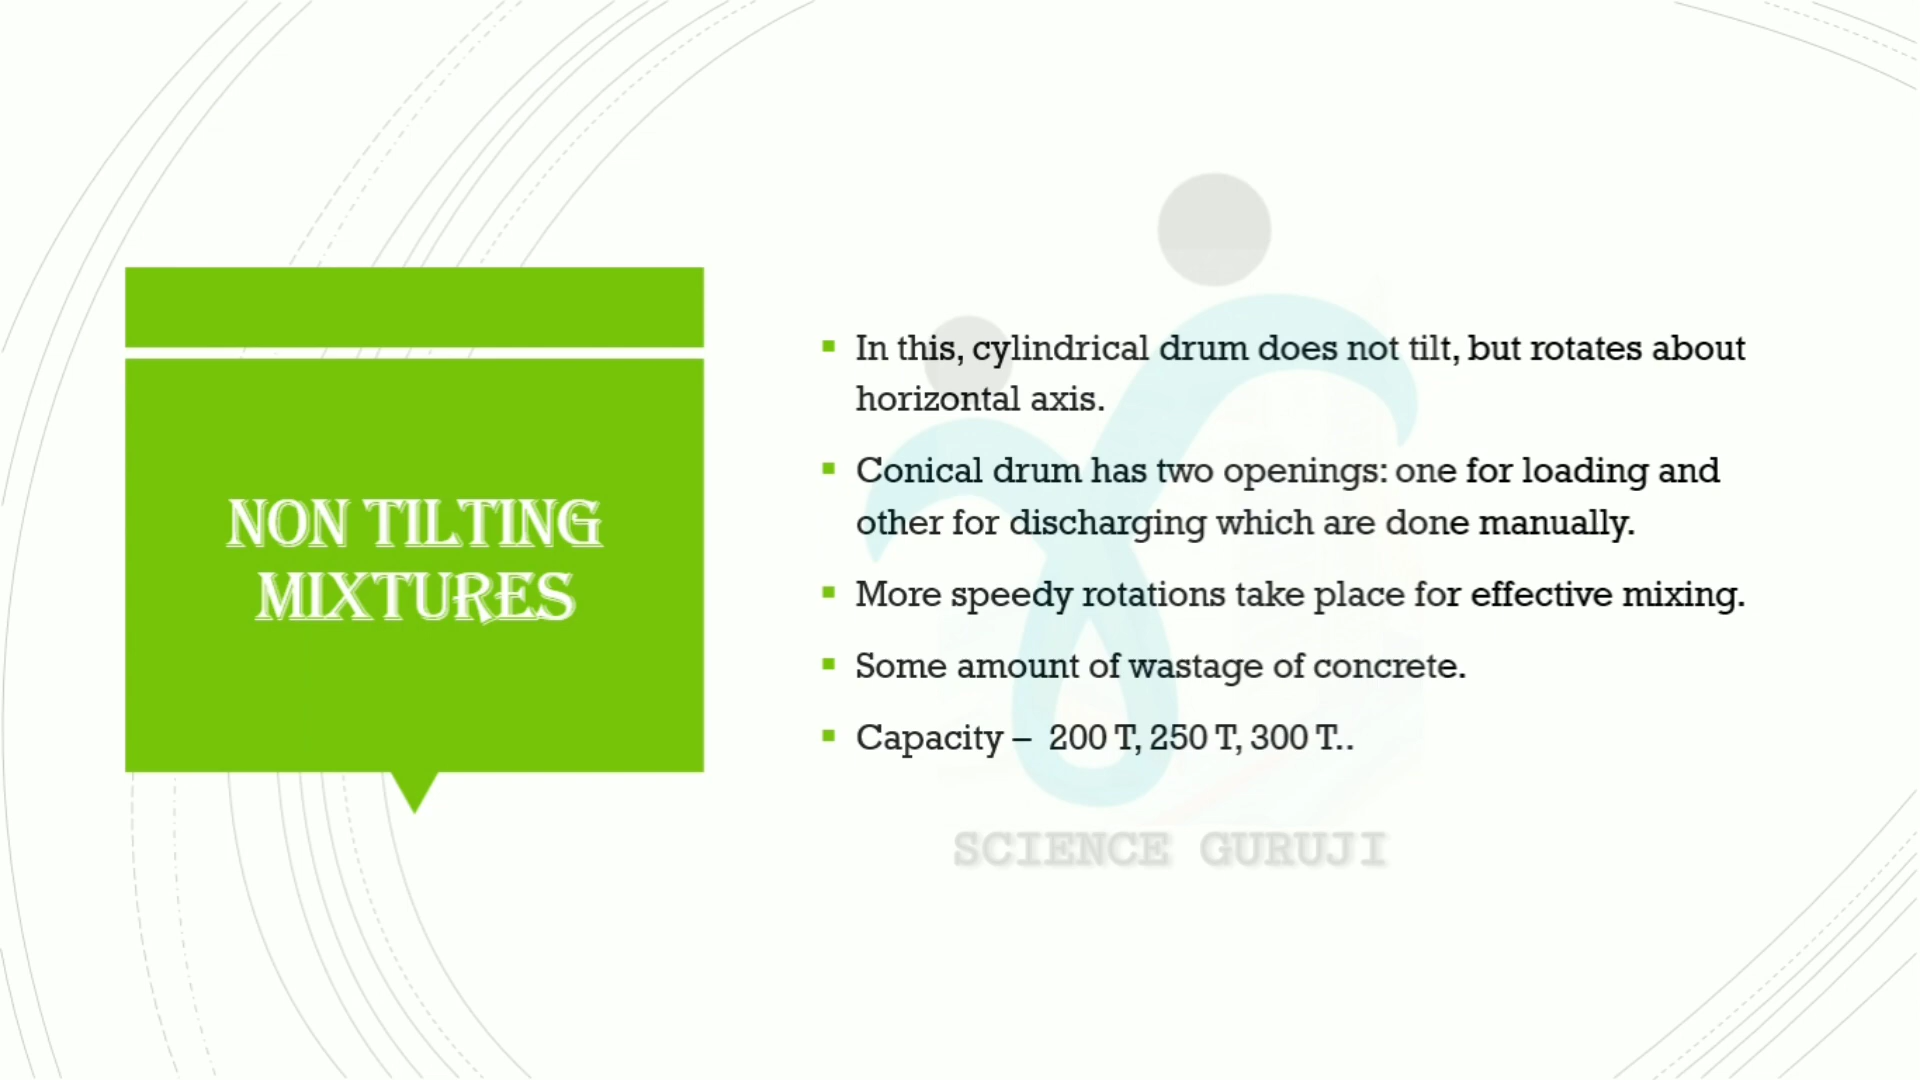 NON TILTING
MIXTURES
In this, cylindrical drum does not tilt, but rotates about
horizontal axis.
Conical drum has two openings: one for loading and
other for discharging which are done manually.
More speedy rotations take place for effective mixing.
Some amount of wastage of concrete.
Capacity – 200 T, 250 T, 300 T..
SCIENCE GURUJI